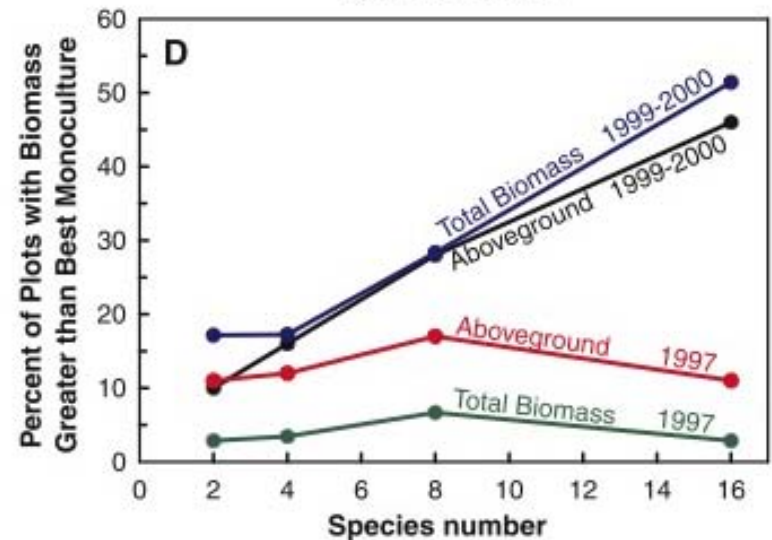 D
Percent of Plots with Biomass
Greater than Best Monoculture
60
50
40
30
20
10
0
Total Biomass 1999-2000
Aboveground 1999-2000
Aboveground 1997
Total Biomass 1997
0 2 4 6 8 10 12 14 16
Species number